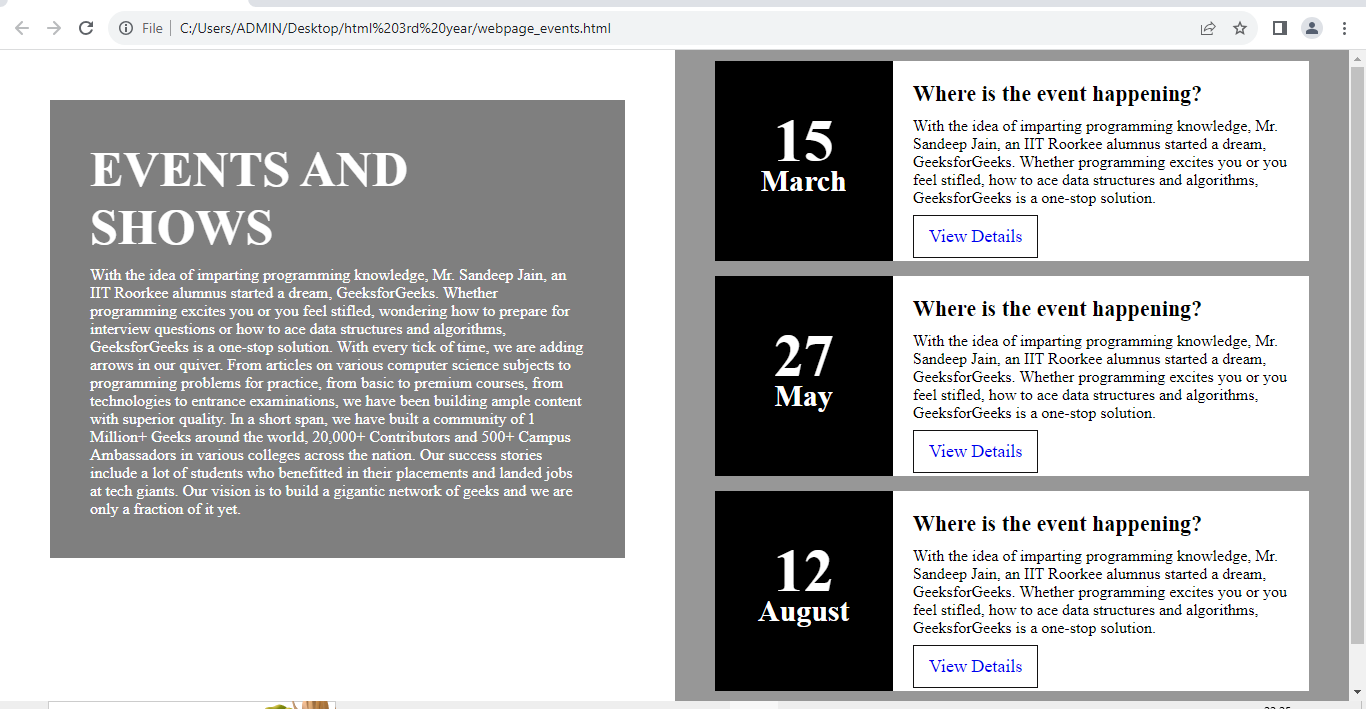 File
C:/Users/ADMIN/Desktop/html%203rd%20year/webpage_events.html
EVENTS AND
SHOWS
With the idea of imparting programming knowledge, Mr. Sandeep Jain, an
IIT Roorkee alumnus started a dream, GeeksforGeeks. Whether
programming excites you or you feel stifled, wondering how to prepare for
interview questions or how to ace data structures and algorithms,
GeeksforGeeks is a one-stop solution. With every tick of time, we are adding
arrows in our quiver. From articles on various computer science subjects to
programming problems for practice, from basic to premium courses, from
technologies to entrance examinations, we have been building ample content
with superior quality. In a short span, we have built a community of 1
Million+ Geeks around the world, 20,000+ Contributors and 500+ Campus
Ambassadors in various colleges across the nation. Our success stories
include a lot of students who benefitted in their placements and landed jobs
at tech giants. Our vision is to build a gigantic network of geeks and we are
only a fraction of it yet.
15
March
Where is the event happening?
With the idea of imparting programming knowledge, Mr.
Sandeep Jain, an IIT Roorkee alumnus started a dream,
GeeksforGeeks. Whether programming excites you or you
feel stifled, how to ace data structures and algorithms,
GeeksforGeeks is a one-stop solution.
View Details
27
May
Where is the event happening?
With the idea of imparting programming knowledge, Mr.
Sandeep Jain, an IIT Roorkee alumnus started a dream,
GeeksforGeeks. Whether programming excites you or you
feel stifled, how to ace data structures and algorithms,
GeeksforGeeks is a one-stop solution.
View Details
12
August
Where is the event happening?
With the idea of imparting programming knowledge, Mr.
Sandeep Jain, an IIT Roorkee alumnus started a dream,
GeeksforGeeks. Whether programming excites you or you
feel stifled, how to ace data structures and algorithms,
GeeksforGeeks is a one-stop solution.
View Details